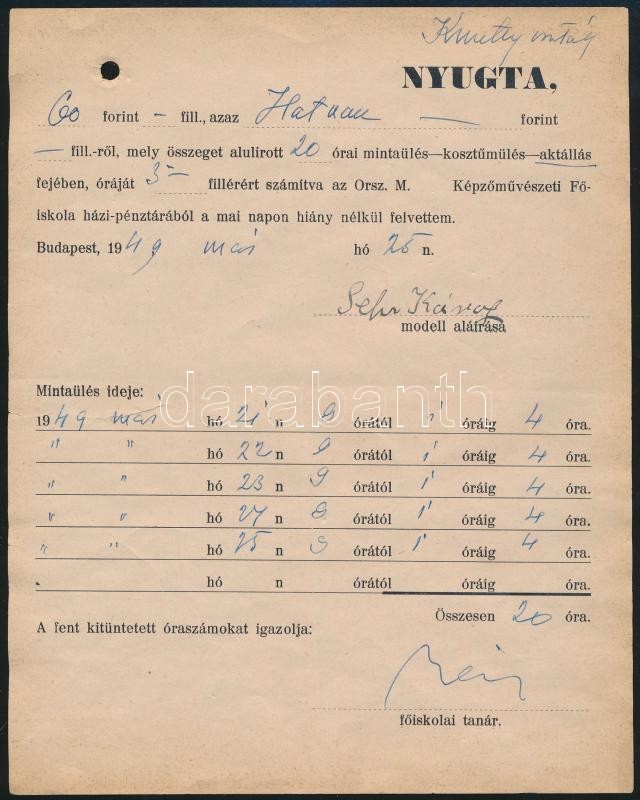 Kmetty osztály
NYUGTA,
60 forint – fill., azaz Hatvan — forint
— fill.-ről, mely összeget alulirott 20 órai mintaülés—kosztümülés—aktállás
fejében, óráját 3– fillérért számítva az Orsz. M. Képzőművészeti Fő-
iskola házi-pénztárából a mai napon hiány nélkül felvettem.
Budapest, 1949 hó 25 n.
Károly
modell aláírása
darabanth
Mintaülés ideje:
1949 hó 21 n 9 órától 1 óráig 4 óra.
" " hó 22 n 9 órától 1 óráig 4 óra.
" " hó 23 n 9 órától 1 óráig 4 óra.
" " hó n 9 órától 1 óráig 4 óra.
" " hó 25 n 9 órától 1 óráig 4 óra.
. hó n órától óráig óra.
Összesen 20 óra.
A fent kitüntetett óraszámokat igazolja:
főiskolai tanár.